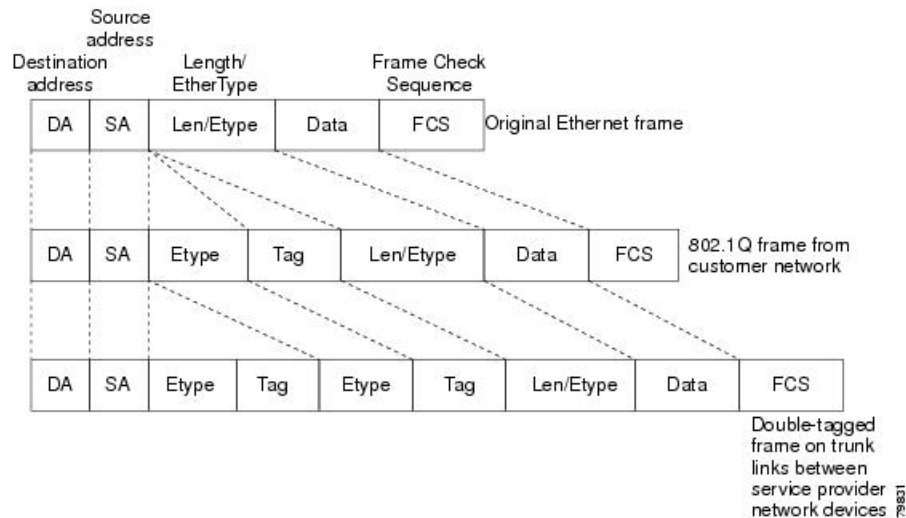 Source
address
Destination
address
Length/
EtherType
Frame Check
Sequence
DA SA Len/Etype Data FCS Original Ethernet frame
DA SA Etype Tag Len/Etype Data FCS
802.1Q frame from
customer network
DA SA Etype Tag Etype Tag Len/Etype Data FCS
Double-tagged
frame on trunk
links between
service provider
network devices
79831